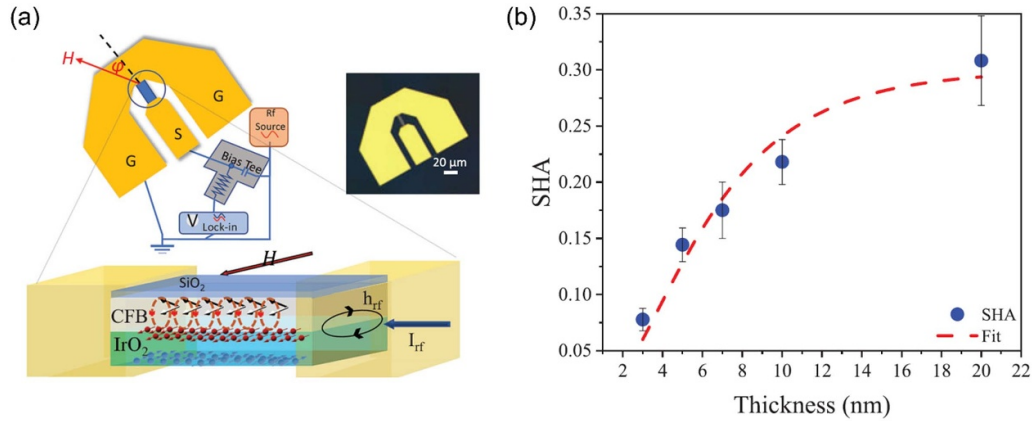 (a)
H
φ
G
S
G
Rf
Source
Bias Tee
V
Lock-in
20 μm
H
SiO2
CFB
IrO2
hrf
Irf
(b)
SHA
0.35
0.30
0.25
0.20
0.15
0.10
0.05
2 4 6 8 10 12 14 16 18 20 22
Thickness (nm)
SHA
Fit